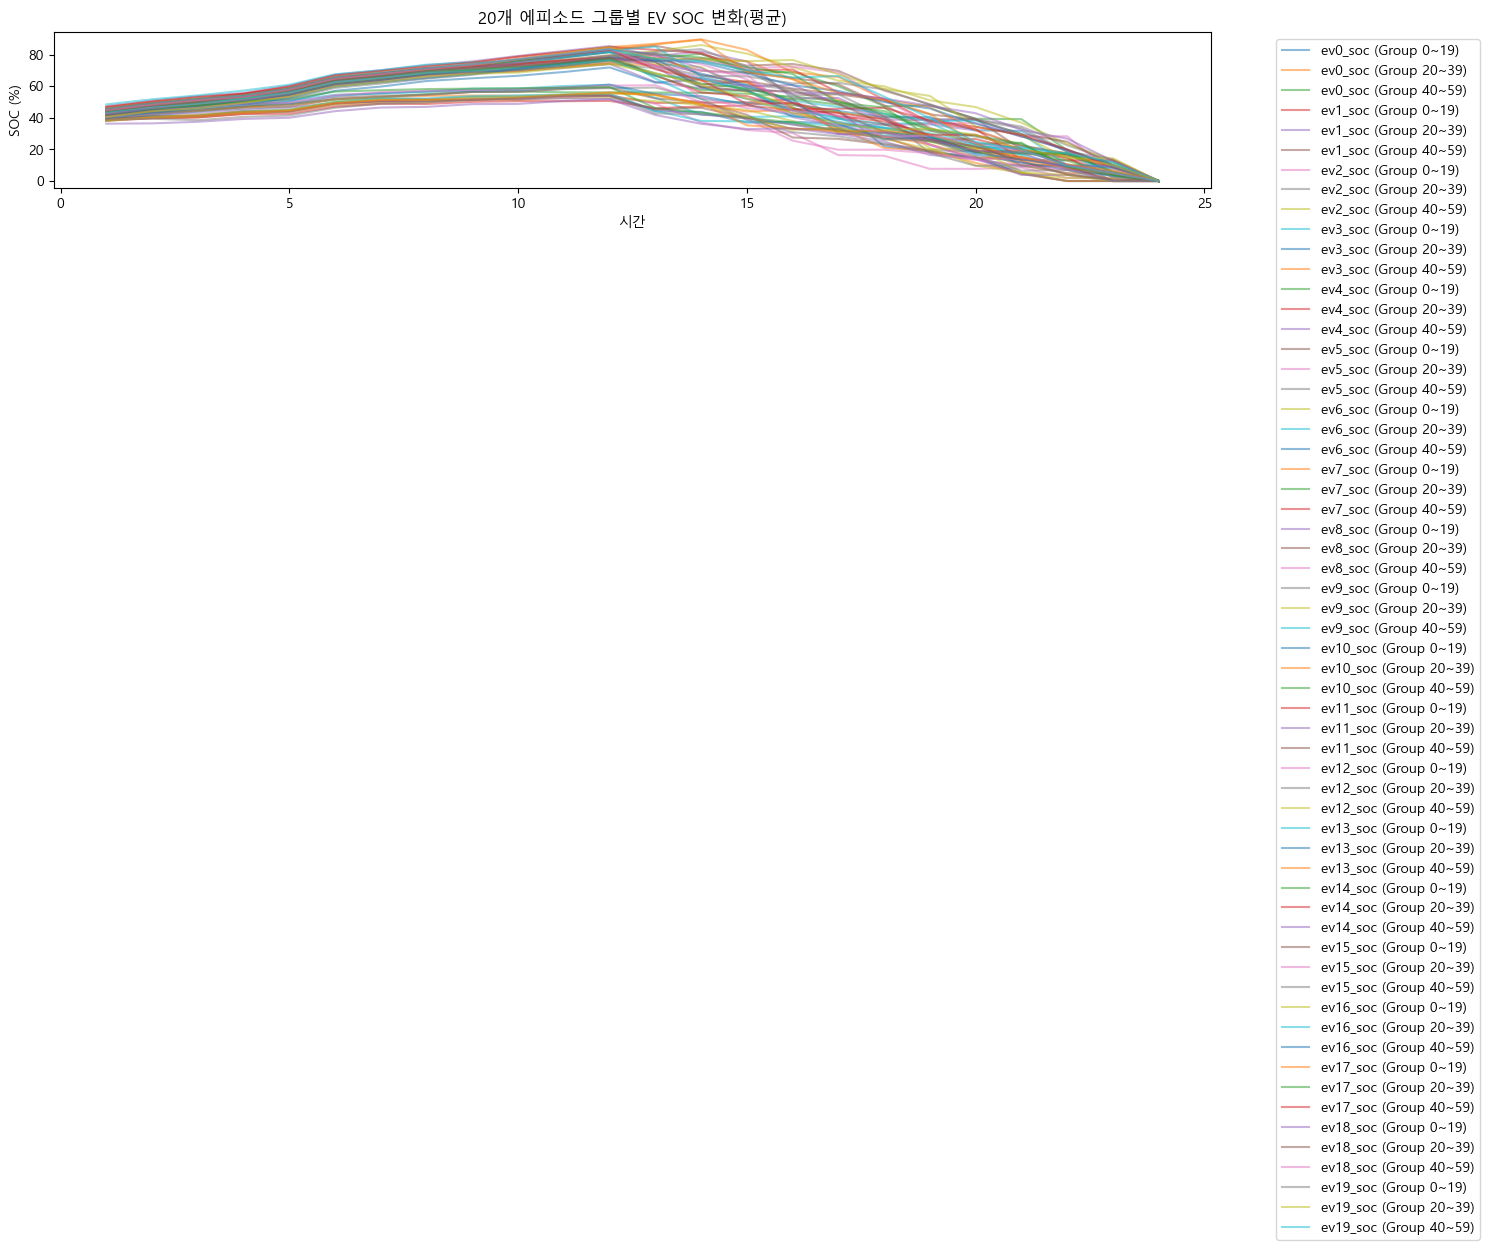 20개 에피소드 그룹별 EV SOC 변화(평균)
SOC (%)
80
60
40
20
0
0
5
10
15
20
25
시간
ev0_soc (Group 0~19)
ev0_soc (Group 20~39)
ev0_soc (Group 40~59)
ev1_soc (Group 0~19)
ev1_soc (Group 20~39)
ev1_soc (Group 40~59)
ev2_soc (Group 0~19)
ev2_soc (Group 20~39)
ev2_soc (Group 40~59)
ev3_soc (Group 0~19)
ev3_soc (Group 20~39)
ev3_soc (Group 40~59)
ev4_soc (Group 0~19)
ev4_soc (Group 20~39)
ev4_soc (Group 40~59)
ev5_soc (Group 0~19)
ev5_soc (Group 20~39)
ev5_soc (Group 40~59)
ev6_soc (Group 0~19)
ev6_soc (Group 20~39)
ev6_soc (Group 40~59)
ev7_soc (Group 0~19)
ev7_soc (Group 20~39)
ev7_soc (Group 40~59)
ev8_soc (Group 0~19)
ev8_soc (Group 20~39)
ev8_soc (Group 40~59)
ev9_soc (Group 0~19)
ev9_soc (Group 20~39)
ev9_soc (Group 40~59)
ev10_soc (Group 0~19)
ev10_soc (Group 20~39)
ev10_soc (Group 40~59)
ev11_soc (Group 0~19)
ev11_soc (Group 20~39)
ev11_soc (Group 40~59)
ev12_soc (Group 0~19)
ev12_soc (Group 20~39)
ev12_soc (Group 40~59)
ev13_soc (Group 0~19)
ev13_soc (Group 20~39)
ev13_soc (Group 40~59)
ev14_soc (Group 0~19)
ev14_soc (Group 20~39)
ev14_soc (Group 40~59)
ev15_soc (Group 0~19)
ev15_soc (Group 20~39)
ev15_soc (Group 40~59)
ev16_soc (Group 0~19)
ev16_soc (Group 20~39)
ev16_soc (Group 40~59)
ev17_soc (Group 0~19)
ev17_soc (Group 20~39)
ev17_soc (Group 40~59)
ev18_soc (Group 0~19)
ev18_soc (Group 20~39)
ev18_soc (Group 40~59)
ev19_soc (Group 0~19)
ev19_soc (Group 20~39)
ev19_soc (Group 40~59)